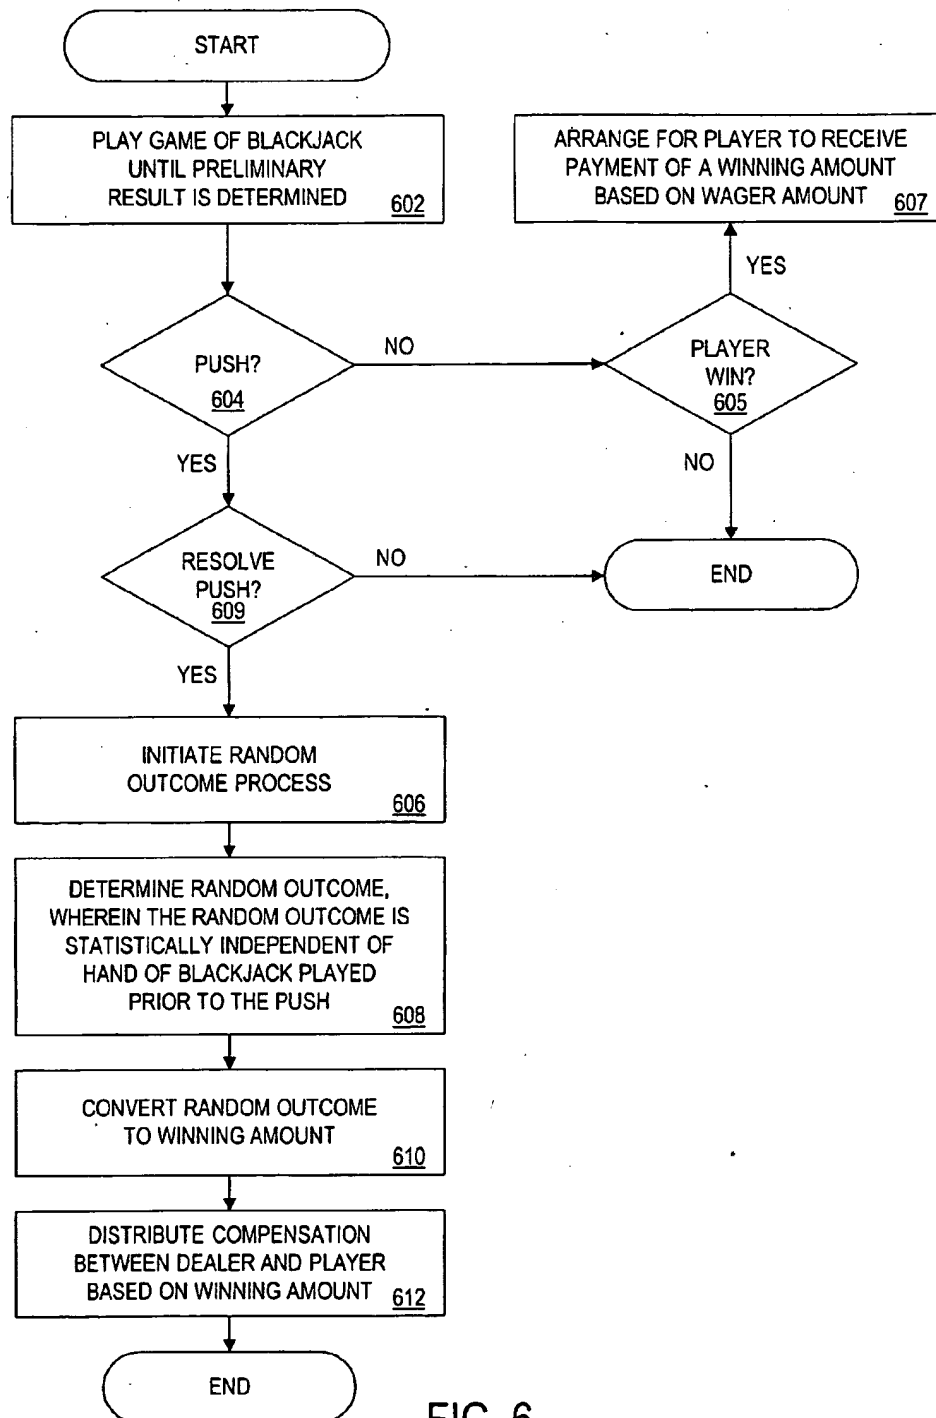 START
PLAY GAME OF BLACKJACK
UNTIL PRELIMINARY
RESULT IS DETERMINED
602
ARRANGE FOR PLAYER TO RECEIVE
PAYMENT OF A WINNING AMOUNT
BASED ON WAGER AMOUNT
607
YES
PUSH?
604
NO
PLAYER
WIN?
605
YES
NO
RESOLVE
PUSH?
609
NO
END
YES
INITIATE RANDOM
OUTCOME PROCESS
606
DETERMINE RANDOM OUTCOME,
WHEREIN THE RANDOM OUTCOME IS
STATISTICALLY INDEPENDENT OF
HAND OF BLACKJACK PLAYED
PRIOR TO THE PUSH
608
CONVERT RANDOM OUTCOME
TO WINNING AMOUNT
610
DISTRIBUTE COMPENSATION
BETWEEN DEALER AND PLAYER
BASED ON WINNING AMOUNT
612
END
FIG. 6